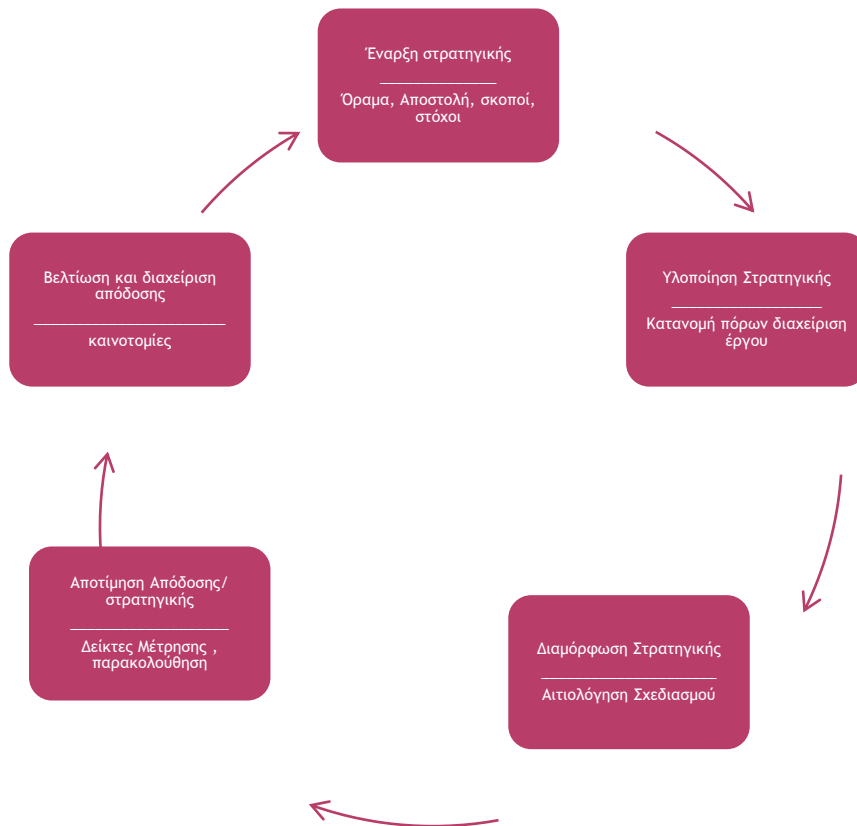 Έναρξη στρατηγικής
Όραμα, Αποστολή, σκοποί,
στόχοι
Υλοποίηση Στρατηγικής
Κατανομή πόρων διαχείριση
έργου
Διαμόρφωση Στρατηγικής
Αιτιολόγηση Σχεδιασμού
Αποτίμηση Απόδοσης/
στρατηγικής
Δείκτες Μέτρησης ,
παρακολούθηση
Βελτίωση και διαχείριση
απόδοσης
καινοτομίες